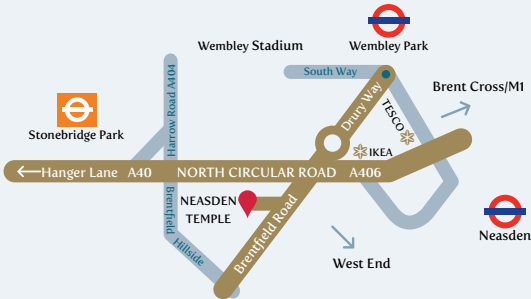 Wembley Stadium
Wembley Park
South Way
Brent Cross/M1
Harrow Road A404
Drury Way
TESCO
Stonebridge Park
IKEA
Hanger Lane A40
NORTH CIRCULAR ROAD A406
NEASDEN
TEMPLE
Brentfield
Brentfield Road
Neasden
Hillside
West End